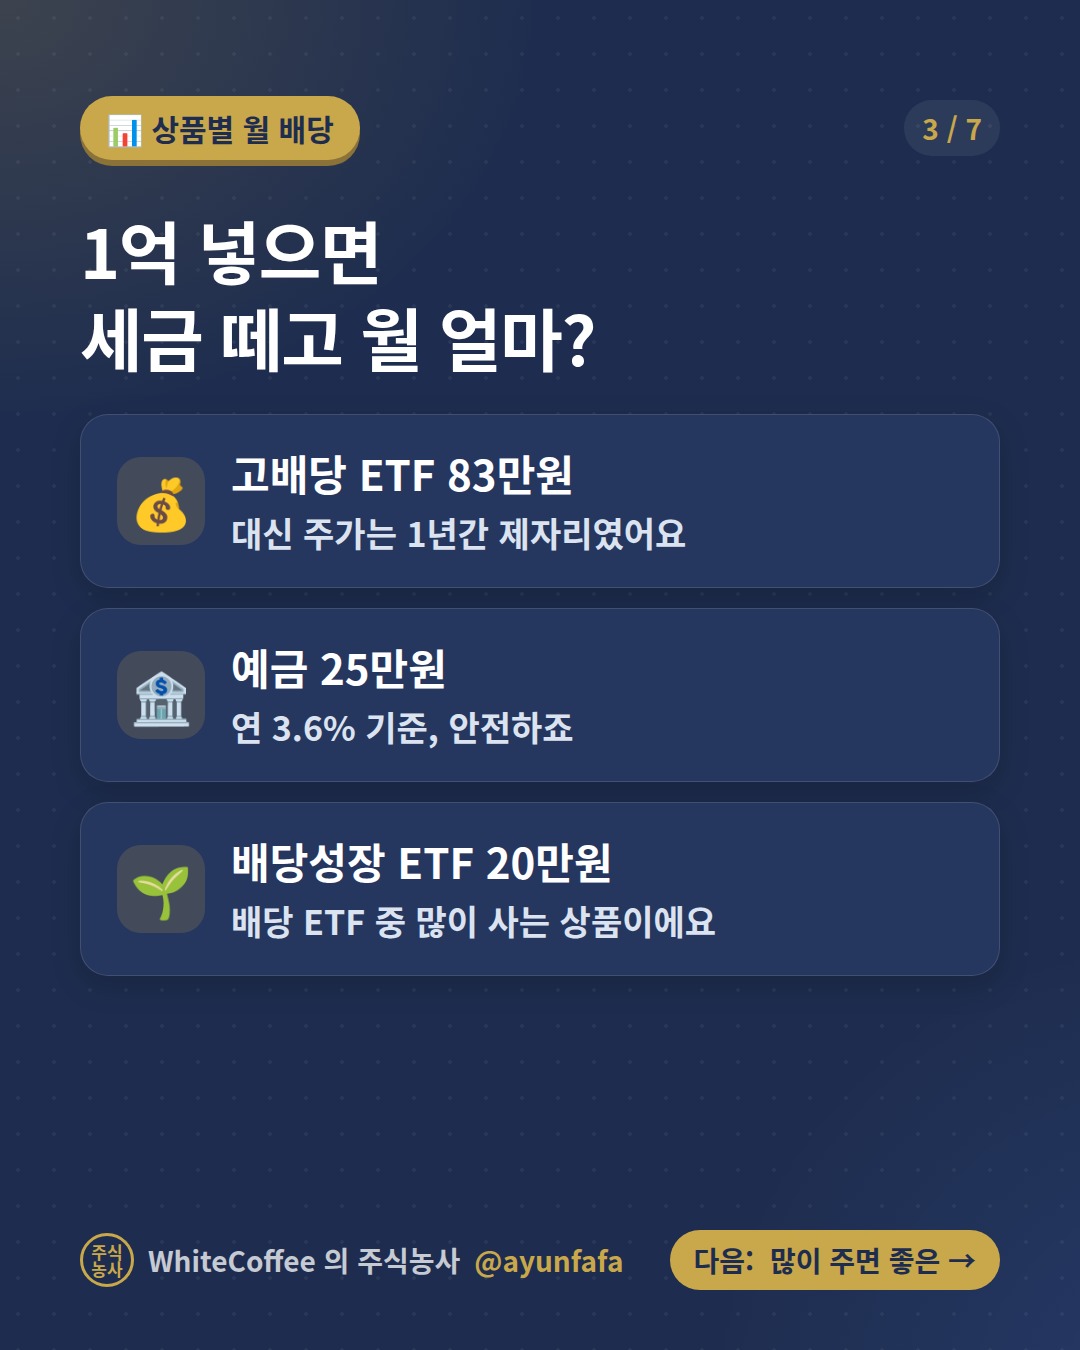 📊 상품별 월 배당
3 / 7
1억 넣으면
세금 떼고 월 얼마?
고배당 ETF 83만원
대신 주가는 1년간 제자리였어요
예금 25만원
연 3.6% 기준, 안전하죠
배당성장 ETF 20만원
배당 ETF 중 많이 사는 상품이에요
주식
농사
WhiteCoffee 의 주식농사 @ayunfafa
다음: 많이 주면 좋은 →